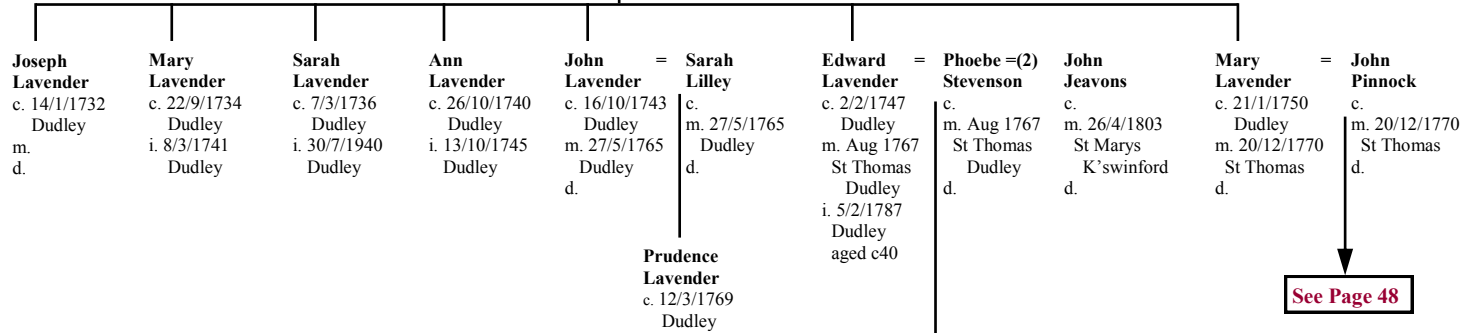 Joseph
Lavender
c. 14/1/1732
Dudley
m.
d.
Mary
Lavender
c. 22/9/1734
Dudley
i. 8/3/1741
Dudley
Sarah
Lavender
c. 7/3/1736
Dudley
i. 30/7/1940
Dudley
Ann
Lavender
c. 26/10/1740
Dudley
i. 13/10/1745
Dudley
John =
Lavender
c. 16/10/1743
Dudley
m. 27/5/1765
Dudley
d.
Sarah
Lilley
c.
m. 27/5/1765
Dudley
d.
Prudence
Lavender
c. 12/3/1769
Dudley
Edward =
Lavender
c. 2/2/1747
Dudley
m. Aug 1767
St Thomas
Dudley
i. 5/2/1787
Dudley
aged c40
Phoebe =(2)
Stevenson
c.
m. Aug 1767
St Thomas
Dudley
d.
John
Jeavons
c.
m. 26/4/1803
St Marys
K’swinford
d.
Mary =
Lavender
c. 21/1/1750
Dudley
m. 20/12/1770
St Thomas
John
Pinnock
c.
m. 20/12/1770
St Thomas
d.
See Page 48